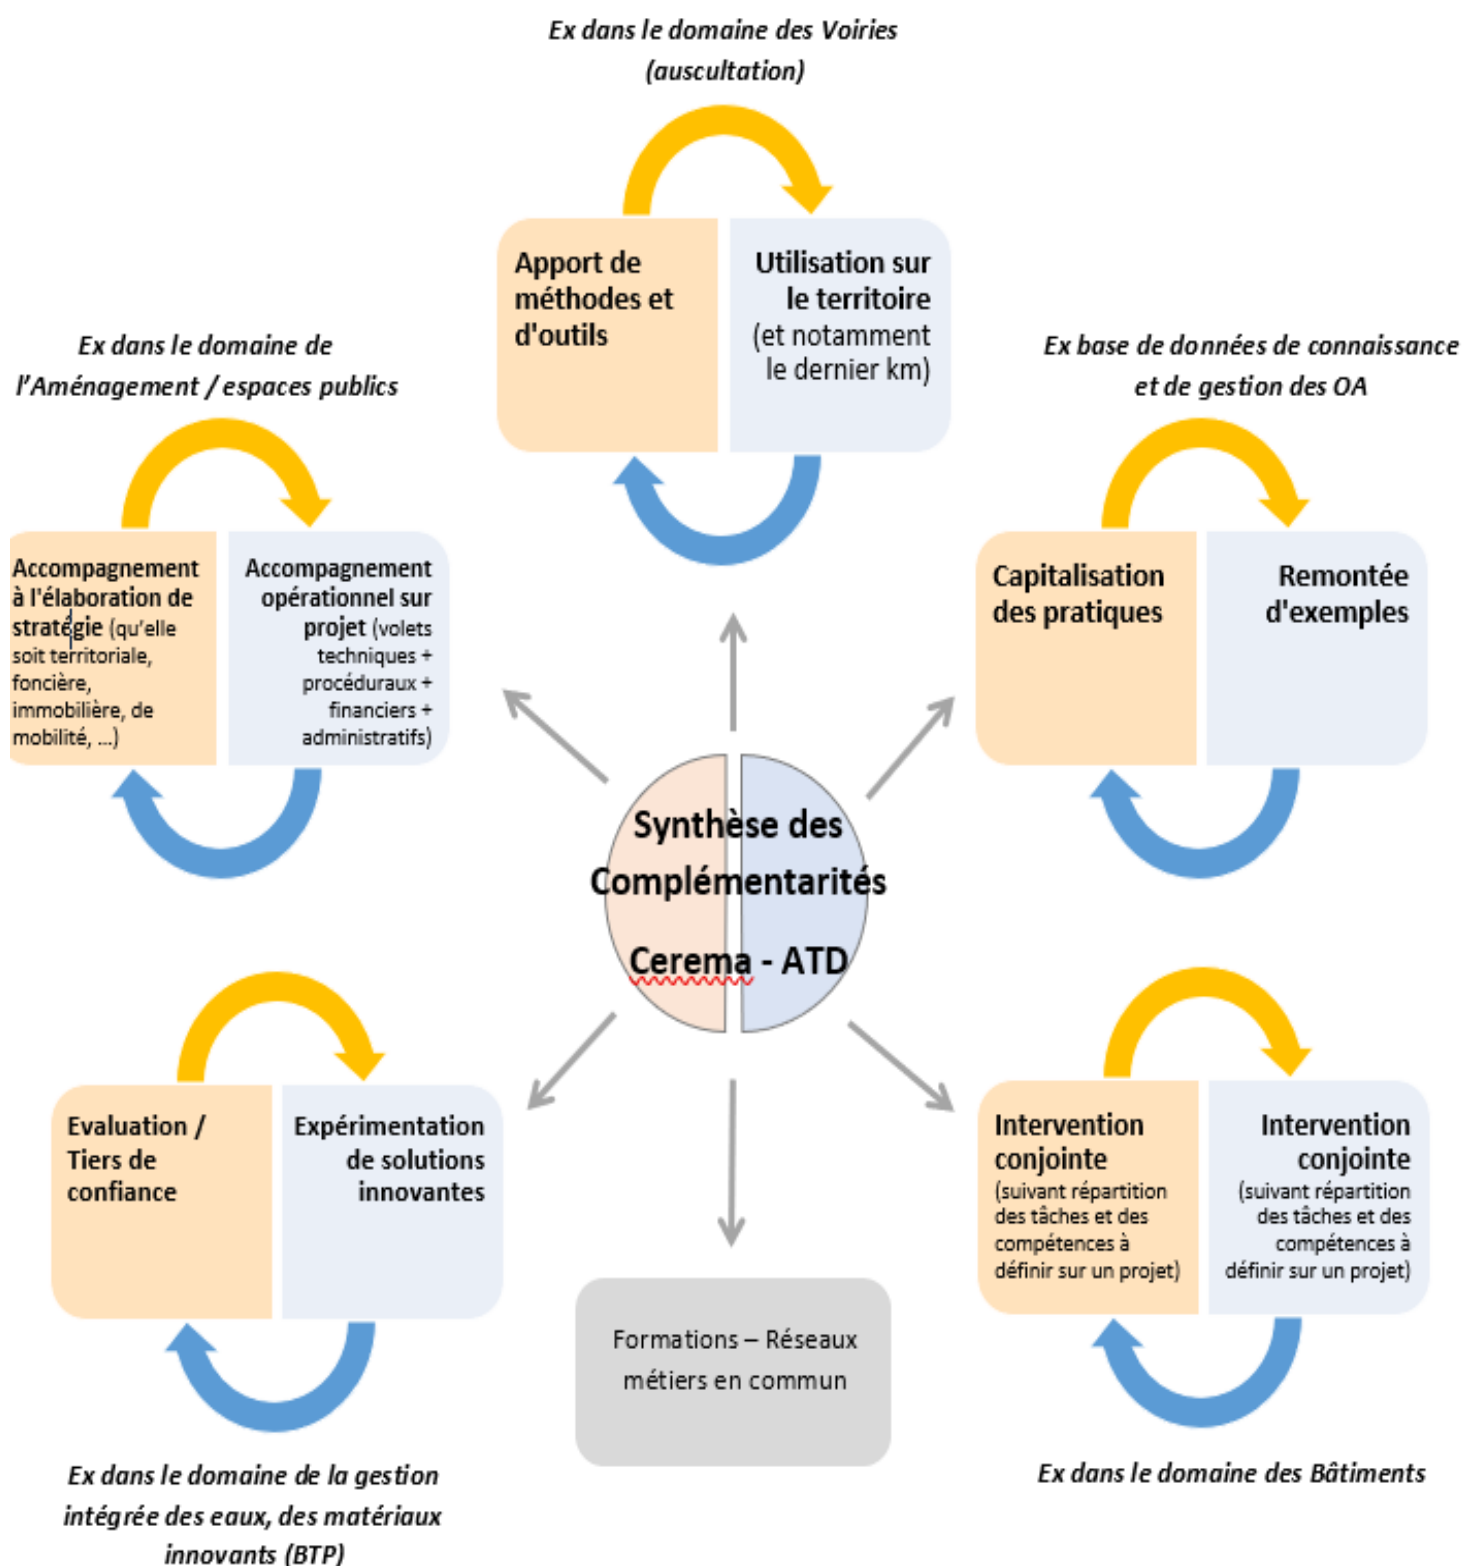 Ex dans le domaine des Voiries
(auscultation)
Apport de
méthodes et
d'outils
Utilisation sur
le territoire
(et notamment
le dernier km)
Ex dans le domaine de
l'Aménagement / espaces publics
Accompagnement
à l'élaboration de
stratégie (qu'elle
soit territoriale,
foncière,
immobilière, de
mobilité, ...)
Accompagnement
opérationnel sur
projet (volets
techniques +
procéduraux +
financiers +
administratifs)
Ex base de données de connaissance
et de gestion des OA
Capitalisation
des pratiques
Remontée
d'exemples
Synthèse des
Complémentarités
Cerema - ATD
Evaluation /
Tiers de
confiance
Expérimentation
de solutions
innovantes
Ex dans le domaine de la gestion
intégrée des eaux, des matériaux
innovants (BTP)
Formations – Réseaux
métiers en commun
Intervention
conjointe
(suivant répartition
des tâches et des
compétences à
définir sur un projet)
Intervention
conjointe
(suivant répartition
des tâches et des
compétences à
définir sur un projet)
Ex dans le domaine des Bâtiments